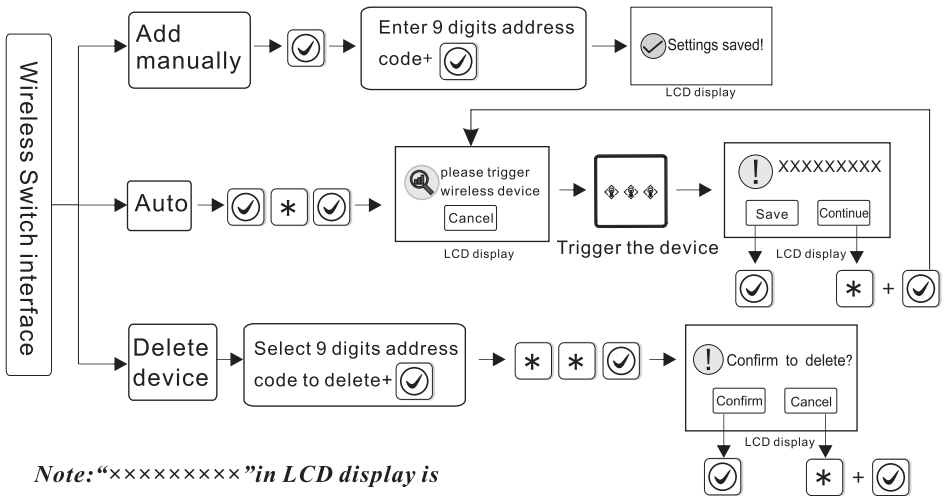 Wireless Switch interface
Add
manually
Enter 9 digits address
code+
Settings saved!
LCD display
Auto
*
please trigger
wireless device
Cancel
LCD display
Trigger the device
! XXXXXXXXX
Save
Continue
LCD display
* +
Delete
device
Select 9 digits address
code to delete+
* *
! Confirm to delete?
Confirm
Cancel
LCD display
* +
Note:“×××××××××”in LCD display is